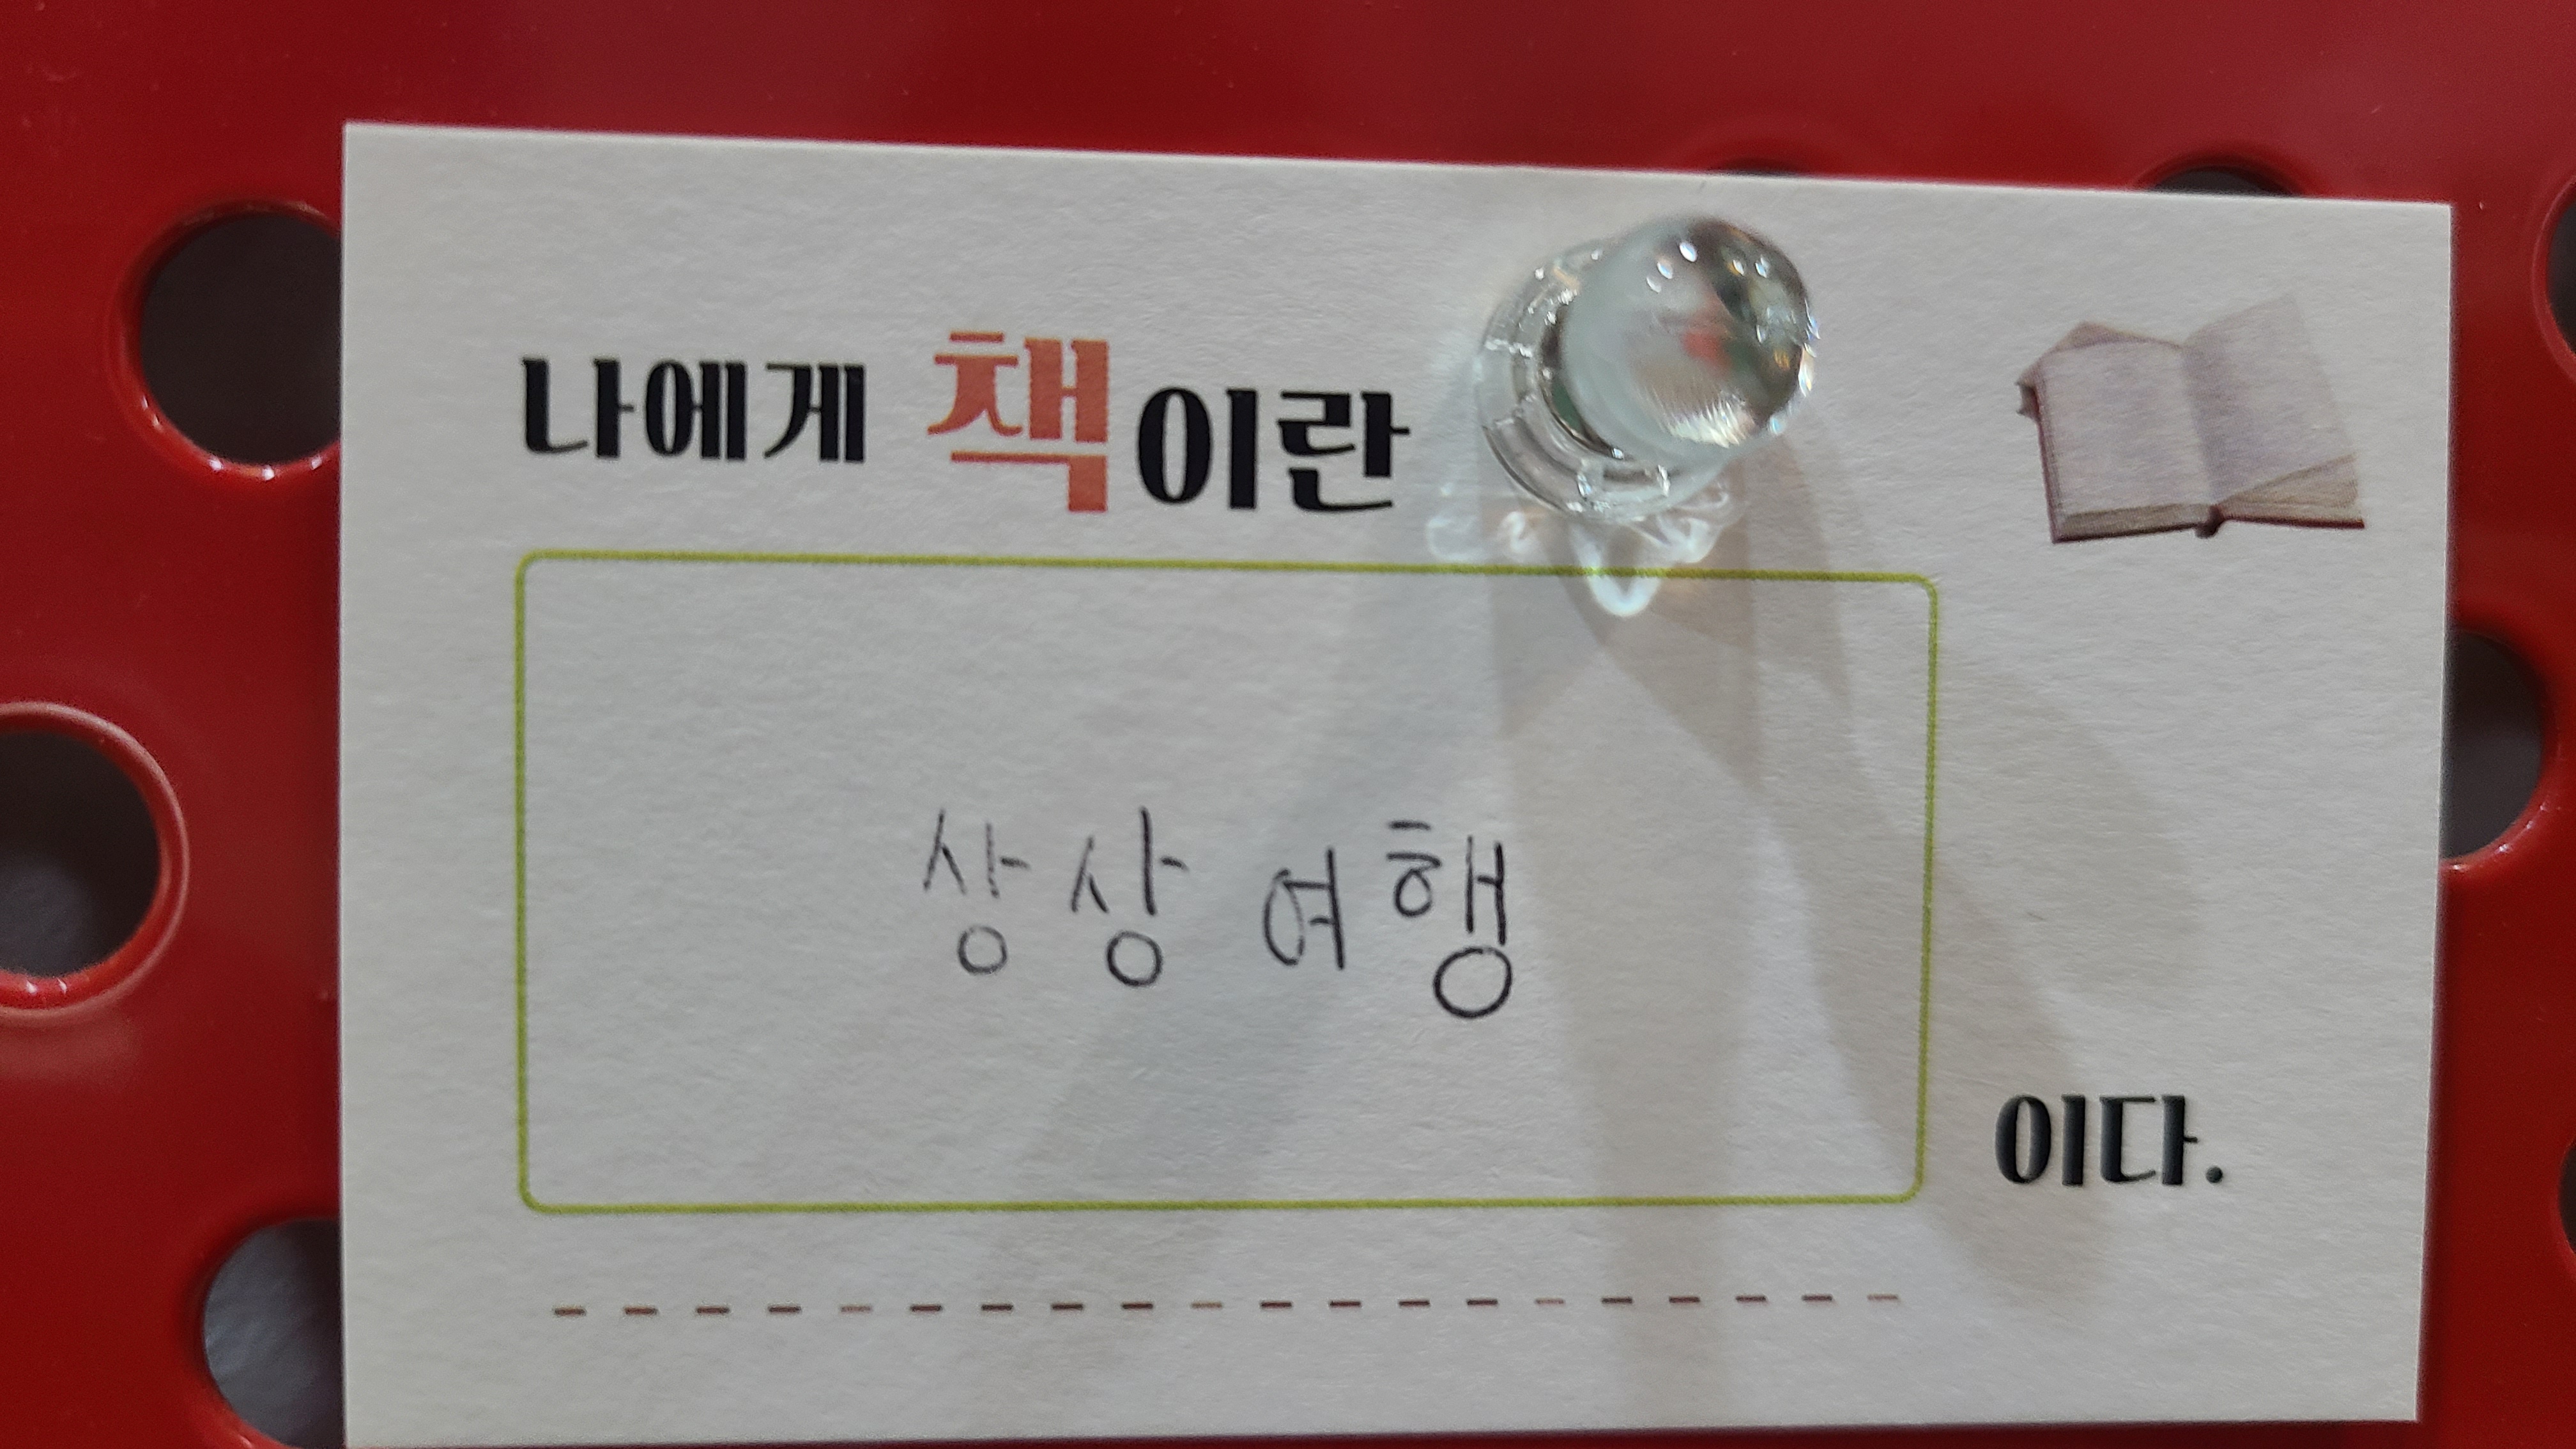 나에게 책이란
상상 여행
이다.